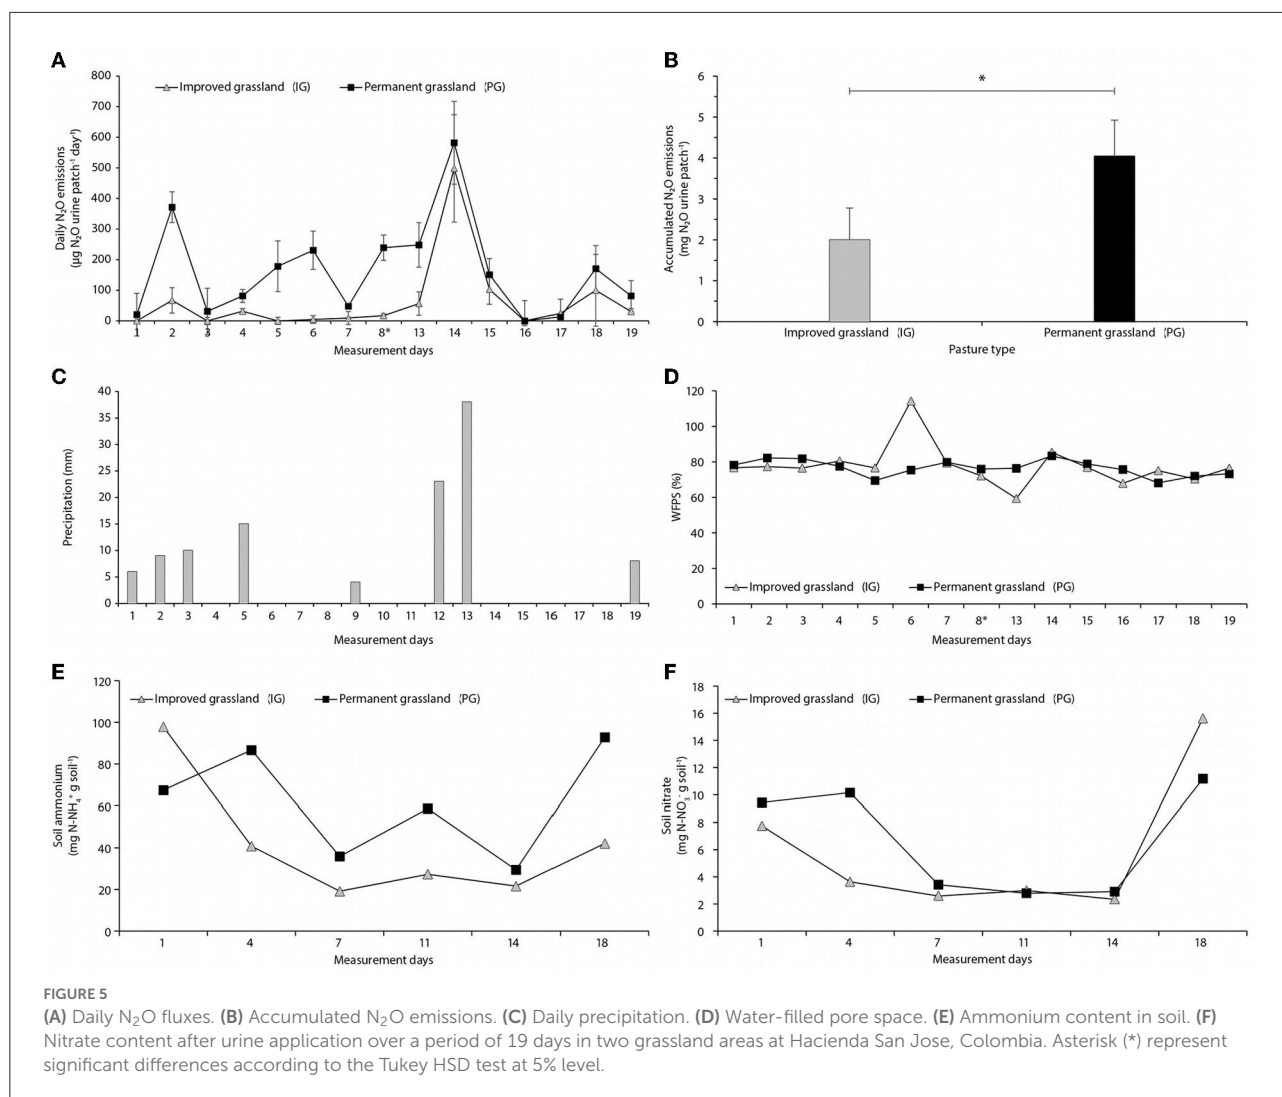 A
Improved grassland (IG)
Permanent grassland (PG)
Daily N₂O emissions
(µg N₂O urine patch⁻¹ day⁻¹)
800
700
600
500
400
300
200
100
0
1 2 3 4 5 6 7 8* 13 14 15 16 17 18 19
Measurement days
B
Accumulated N₂O emissions
(mg N₂O urine patch⁻¹)
6
5
4
3
2
1
0
*
Improved grassland (IG)
Permanent grassland (PG)
Pasture type
C
Precipitation (mm)
40
35
30
25
20
15
10
5
0
1 2 3 4 5 6 7 8 9 10 11 12 13 14 15 16 17 18 19
Measurement days
D
WFPS (%)
120
100
80
60
40
20
0
Improved grassland (IG)
Permanent grassland (PG)
1 2 3 4 5 6 7 8* 13 14 15 16 17 18 19
Measurement days
E
Improved grassland (IG)
Permanent grassland (PG)
Soil ammonium
(mg N-NH₄⁺ g soil⁻¹)
120
100
80
60
40
20
0
1 4 7 11 14 18
Measurement days
F
Improved grassland (IG)
Permanent grassland (PG)
Soil nitrate
(mg N-NO₃⁻ g soil⁻¹)
18
16
14
12
10
8
6
4
2
0
1 4 7 11 14 18
Measurement days
FIGURE 5
(A) Daily N₂O fluxes. (B) Accumulated N₂O emissions. (C) Daily precipitation. (D) Water-filled pore space. (E) Ammonium content in soil. (F)
Nitrate content after urine application over a period of 19 days in two grassland areas at Hacienda San Jose, Colombia. Asterisk (*) represent
significant differences according to the Tukey HSD test at 5% level.